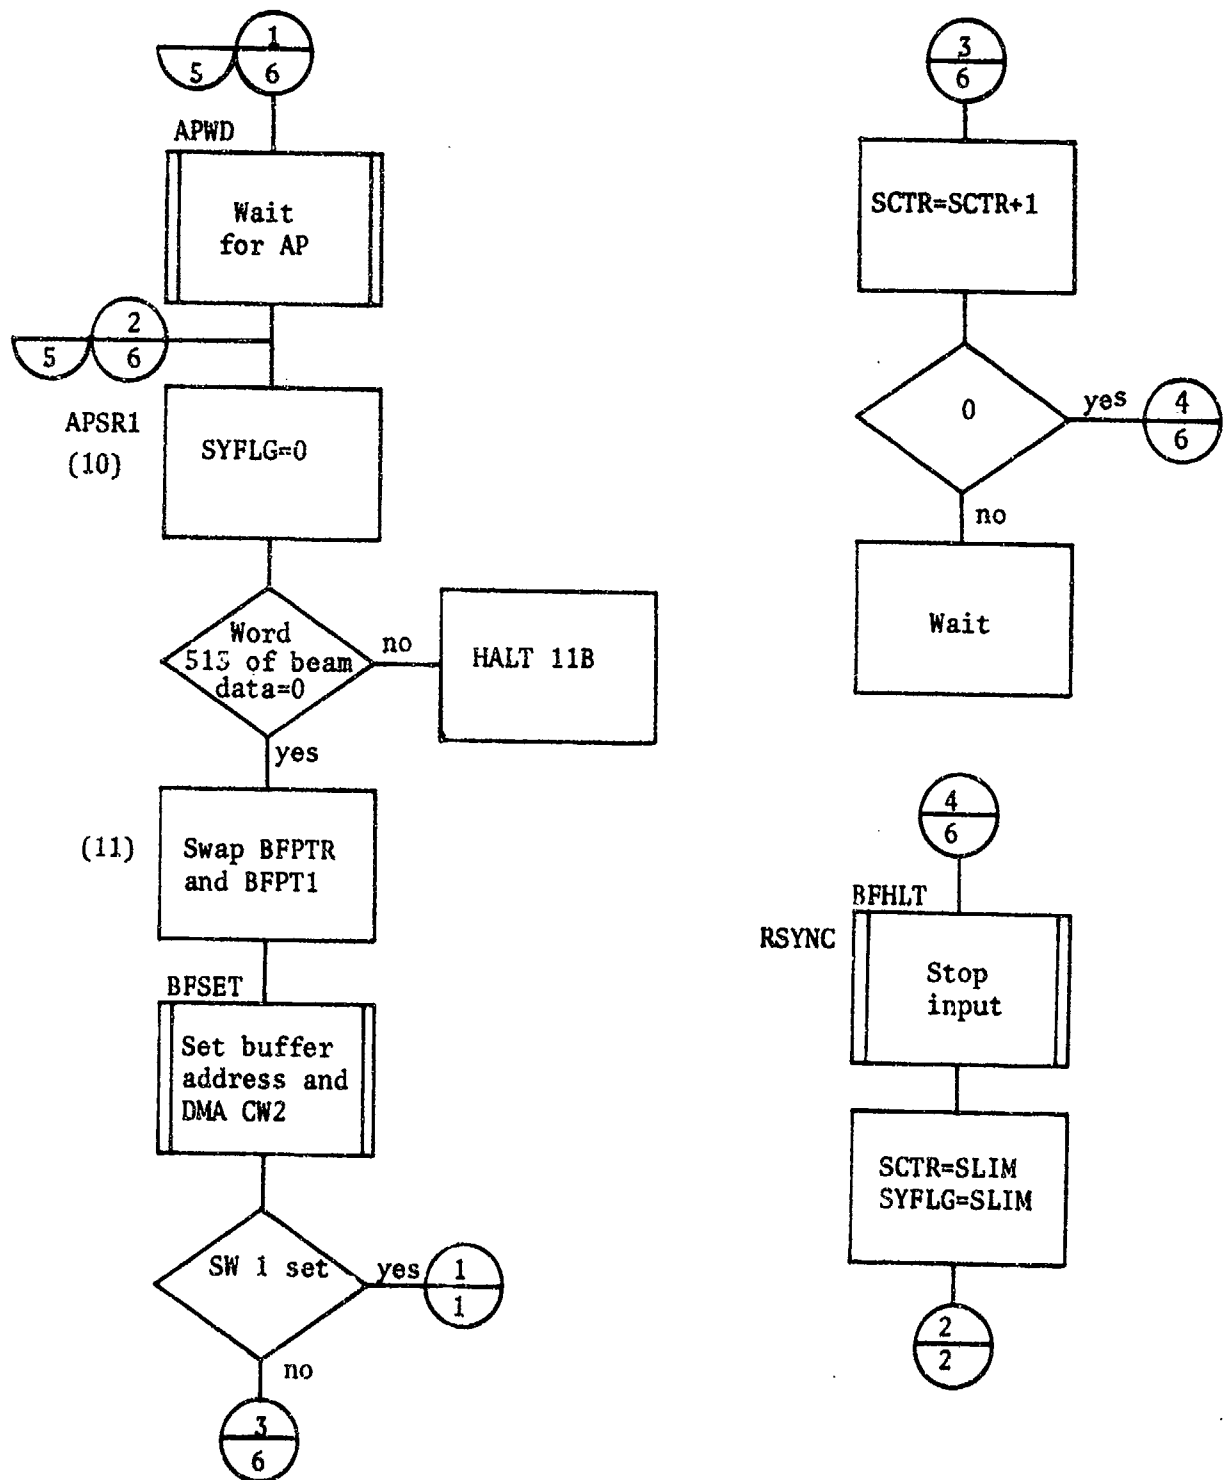 1
5
6
APWD
Wait
for AP
2
5
6
APSR1
(10)
SYFLG=0
Word
513 of beam
data=0
no
HALT 11B
yes
(11)
Swap BFPTR
and BFPT1
BFSET
Set buffer
address and
DMA CW2
SW 1 set
yes
1
1
no
3
6
3
6
SCTR=SCTR+1
0
yes
4
6
no
Wait
4
6
BFHLT
RSYNC
Stop
input
SCTR=SLIM
SYFLG=SLIM
2
2